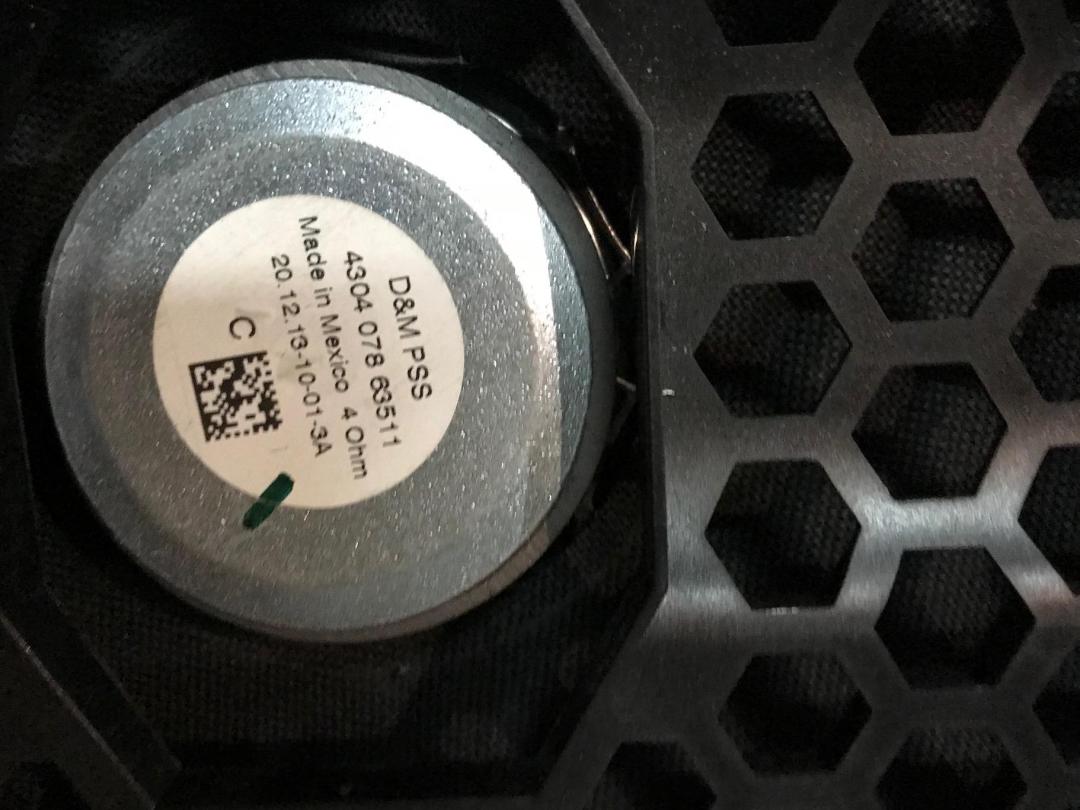 D&M PSS
4304 078 63511
Made in Mexico 4 Ohm
20.12.13-10-01-3A
C